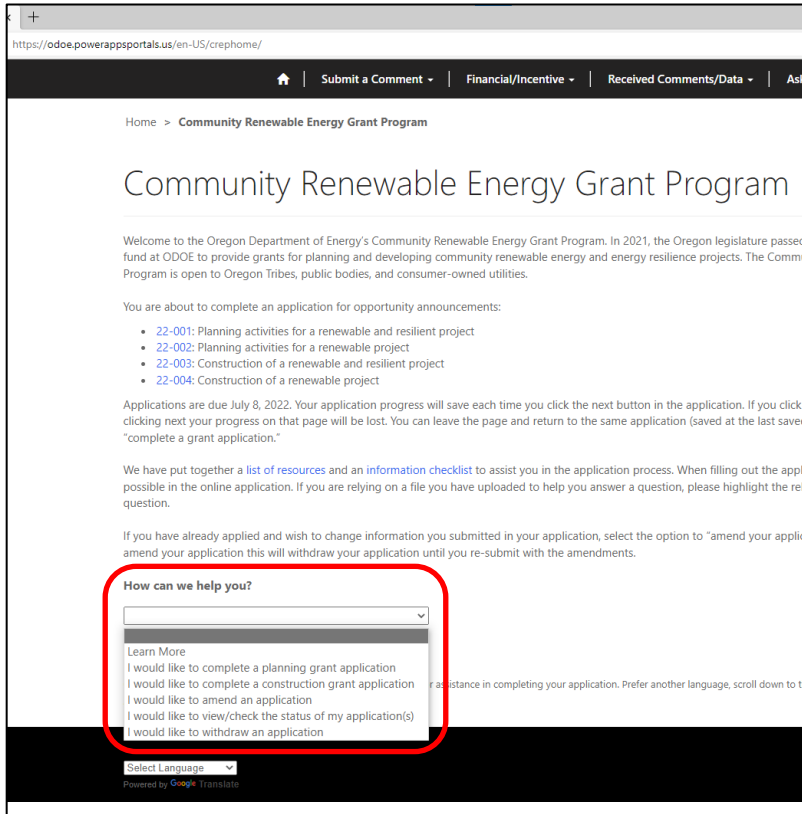 https://odoe.powerappsportals.us/en-US/crephome/
Submit a Comment Financial/Incentive Received Comments/Data
Home > Community Renewable Energy Grant Program
Community Renewable Energy Grant Program
Welcome to the Oregon Department of Energy's Community Renewable Energy Grant Program. In 2021, the Oregon legislature passed
fund at ODOE to provide grants for planning and developing community renewable energy and energy resilience projects. The
Program is open to Oregon Tribes, public bodies, and consumer-owned utilities.
You are about to complete an application for opportunity announcements:
• 22-001: Planning activities for a renewable and resilient project
• 22-002: Planning activities for a renewable project
• 22-003: Construction of a renewable and resilient project
• 22-004: Construction of a renewable project
Applications are due July 8, 2022. Your application progress will save each time you click the next button in the application. If you click
clicking next your progress on that page will be lost. You can leave the page and return to the same application (saved at the last saved
"complete a grant application."
We have put together a list of resources and an information checklist to assist you in the application process. When filling out the
possible in the online application. If you are relying on a file you have uploaded to help you answer a question, please highlight the
question.
If you have already applied and wish to change information you submitted in your application, select the option to "amend your
amend your application this will withdraw your application until you re-submit with the amendments.
How can we help you?
Learn More
I would like to complete a planning grant application
I would like to complete a construction grant application
assistance in completing your application. Prefer another language, scroll down to
I would like to amend an application
I would like to view/check the status of my application(s)
I would like to withdraw an application
Select Language
Powered by Google Translate